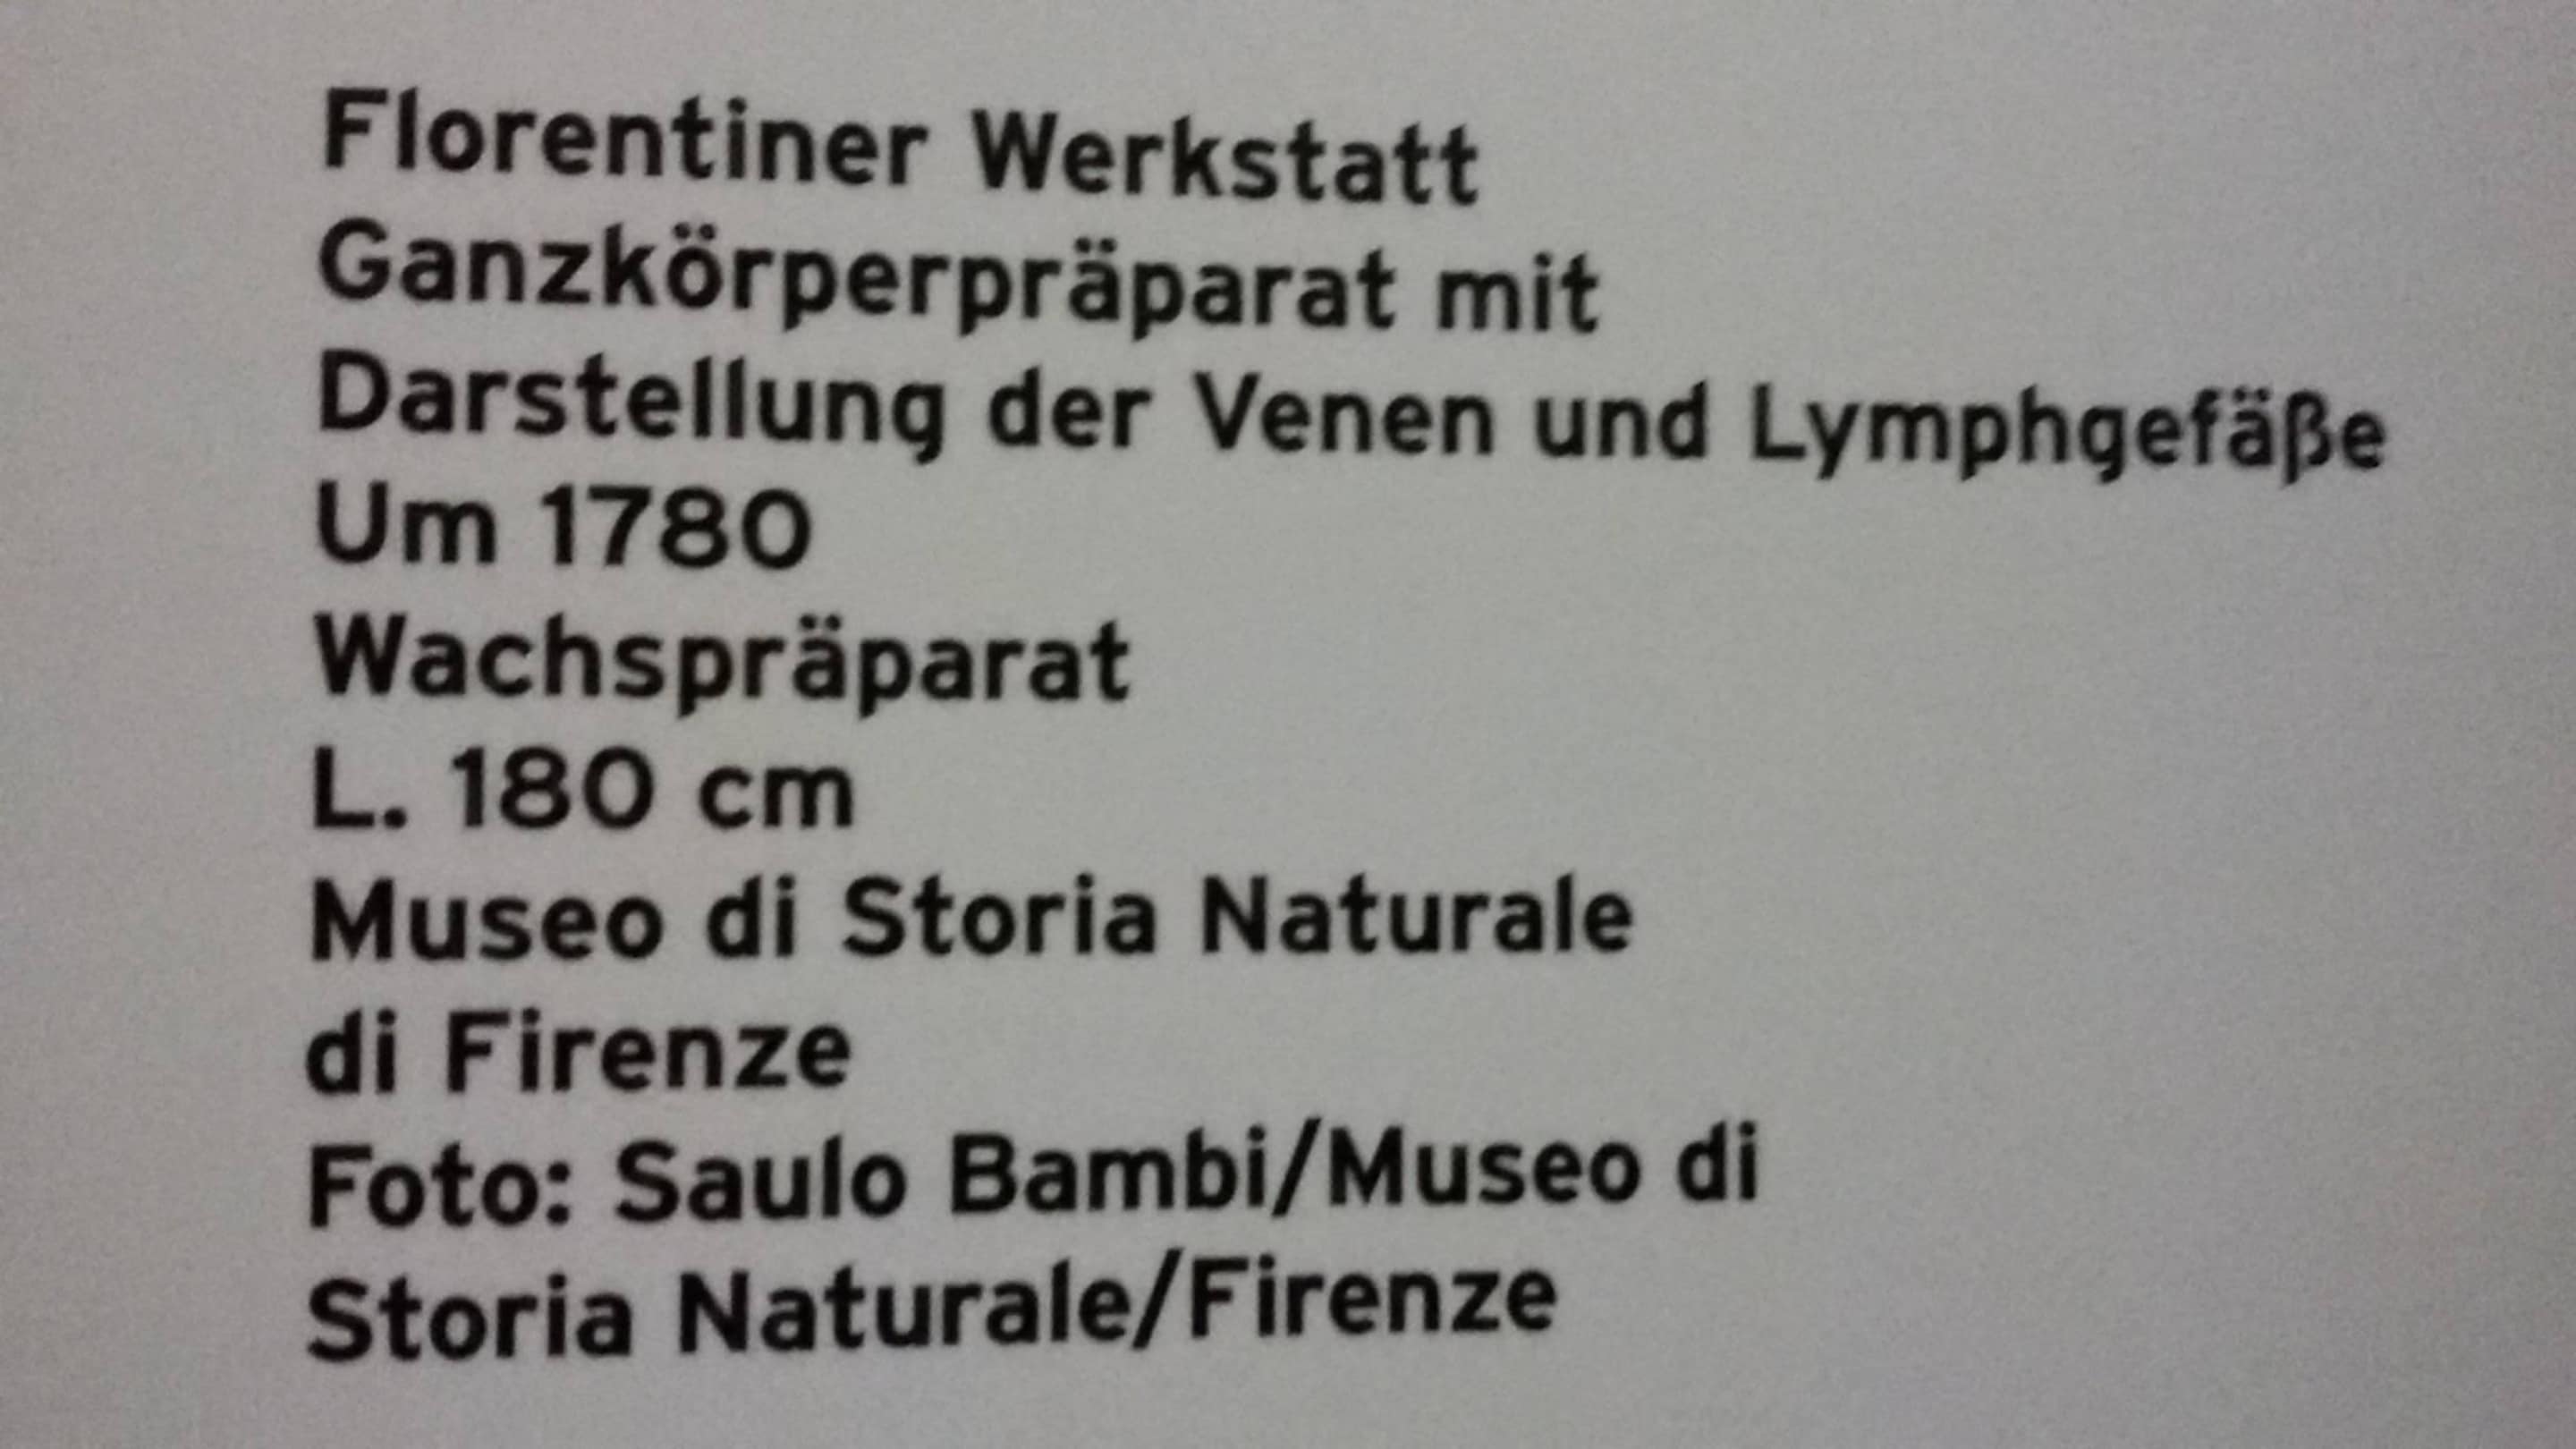 Florentiner Werkstatt
Ganzkörperpräparat mit
Darstellung der Venen und Lymphgefäße
Um 1780
Wachspräparat
L. 180 cm
Museo di Storia Naturale
di Firenze
Foto: Saulo Bambi/Museo di
Storia Naturale/Firenze